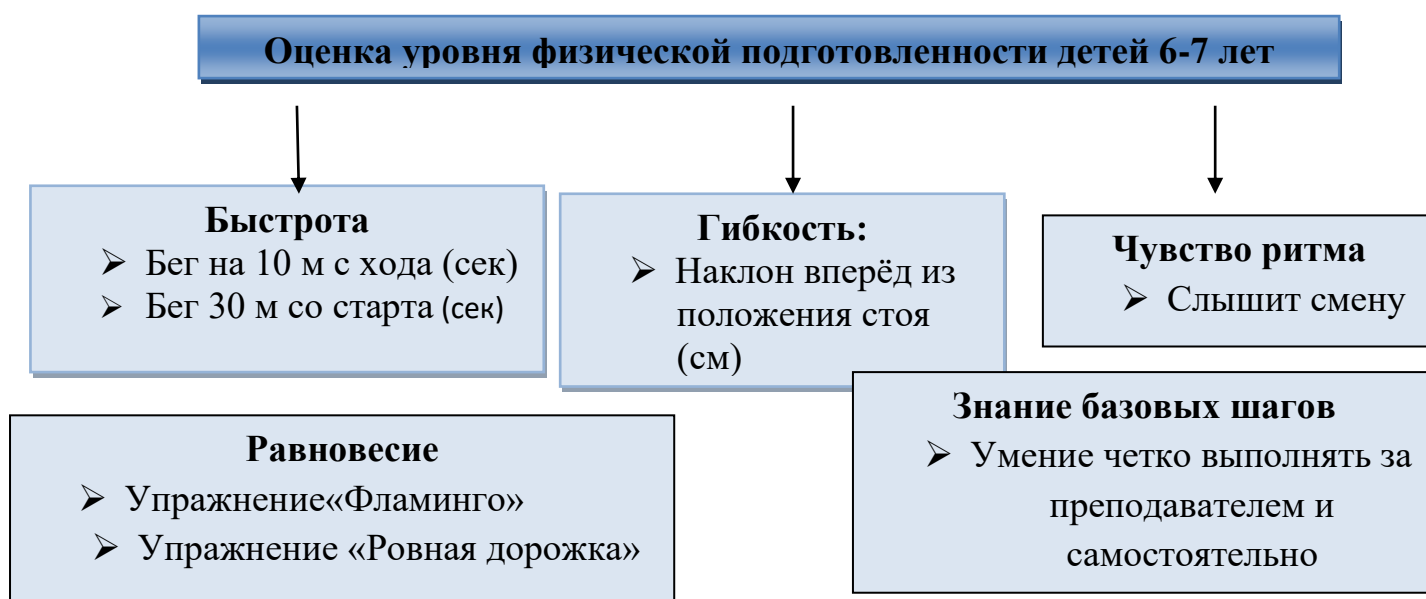 Оценка уровня физической подготовленности детей 6-7 лет
Быстрота
➢ Бег на 10 м с хода (сек)
➢ Бег 30 м со старта (сек)
Гибкость:
➢ Наклон вперёд из
положения стоя
(см)
Чувство ритма
➢ Слышит смену
Равновесие
➢ Упражнение«Фламинго»
➢ Упражнение «Ровная дорожка»
Знание базовых шагов
➢ Умение четко выполнять за
преподавателем и
самостоятельно